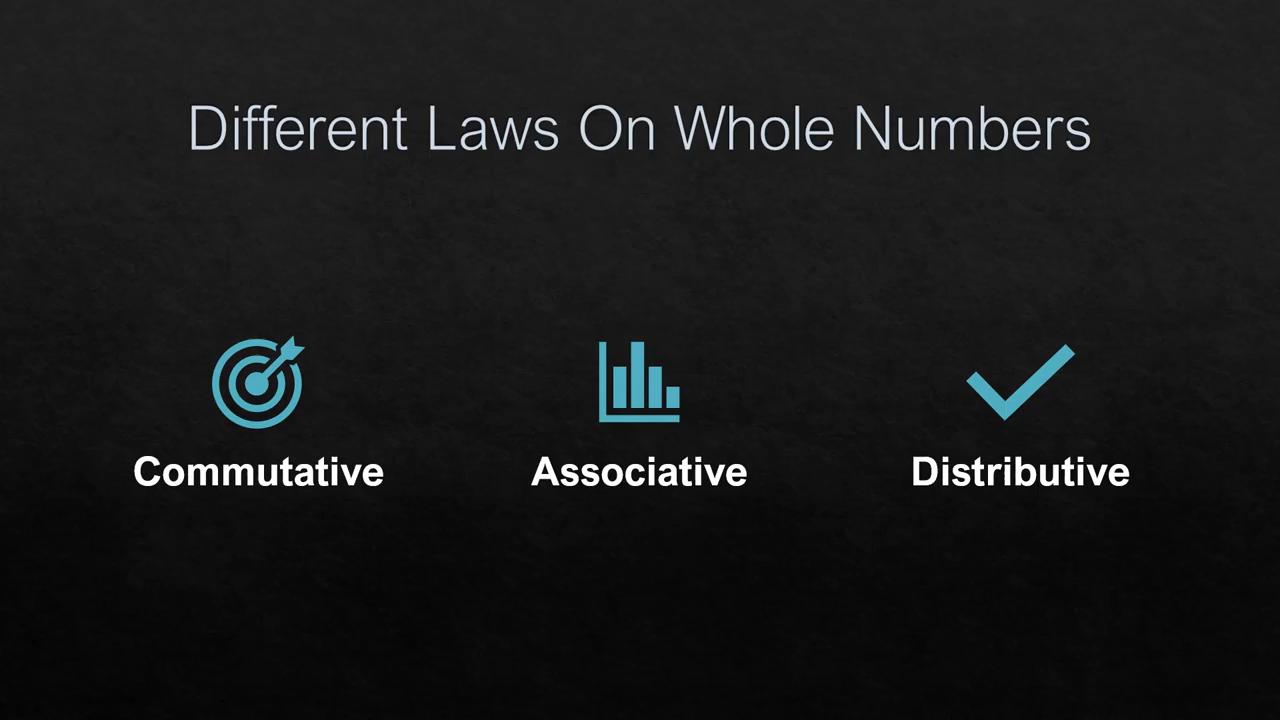 Different Laws On Whole Numbers
Commutative
Associative
Distributive